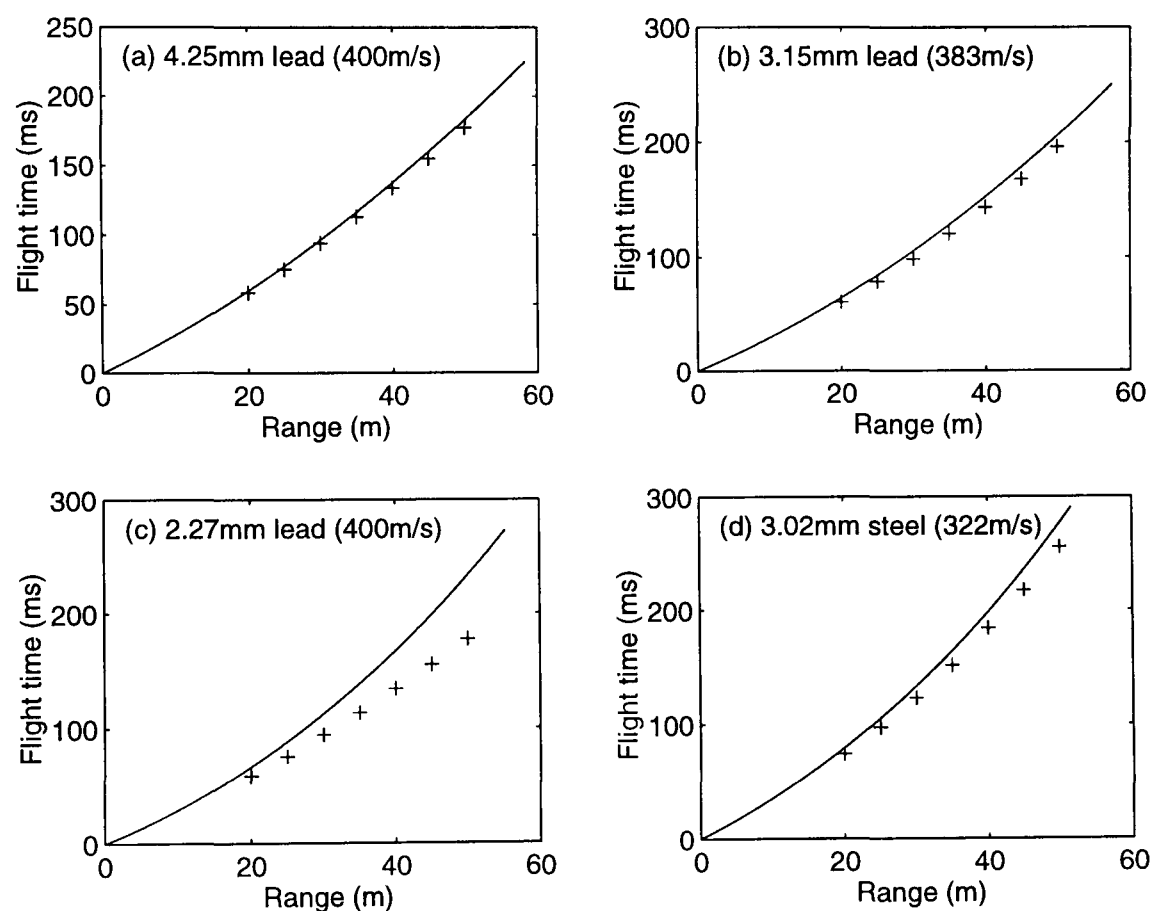 (a) 4.25mm lead (400m/s)
250
200
150
100
50
0
Flight time (ms)
0 20 40 60
Range (m)
(b) 3.15mm lead (383m/s)
300
200
100
0
Flight time (ms)
0 20 40 60
Range (m)
(c) 2.27mm lead (400m/s)
300
200
100
0
Flight time (ms)
0 20 40 60
Range (m)
(d) 3.02mm steel (322m/s)
300
200
100
0
Flight time (ms)
0 20 40 60
Range (m)